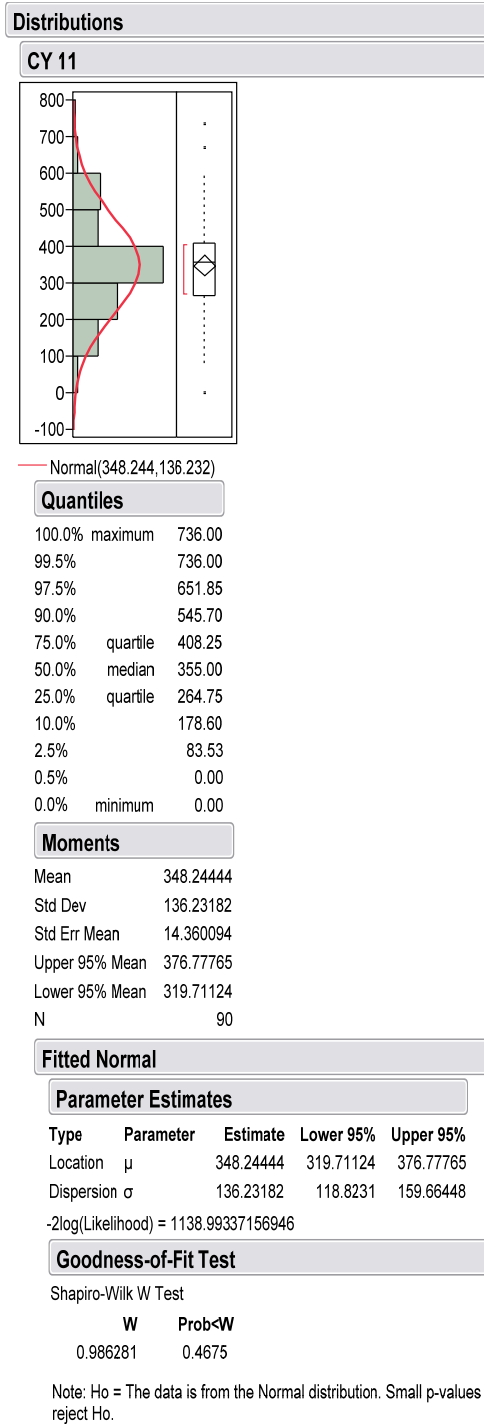 Distributions
CY 11
800
700
600
500
400
300
200
100
0
-100
Normal(348.244,136.232)
Quantiles
100.0% maximum 736.00
99.5% 736.00
97.5% 651.85
90.0% 545.70
75.0% quartile 408.25
50.0% median 355.00
25.0% quartile 264.75
10.0% 178.60
2.5% 83.53
0.5% 0.00
0.0% minimum 0.00
Moments
Mean 348.24444
Std Dev 136.23182
Std Err Mean 14.360094
Upper 95% Mean 376.77765
Lower 95% Mean 319.71124
N 90
Fitted Normal
Parameter Estimates
Type Parameter Estimate Lower 95% Upper 95%
Location μ 348.24444 319.71124 376.77765
Dispersion σ 136.23182 118.8231 159.66448
-2log(Likelihood) = 1138.99337156946
Goodness-of-Fit Test
Shapiro-Wilk W Test
W Prob<W
0.986281 0.4675
Note: Ho = The data is from the Normal distribution. Small p-values
reject Ho.